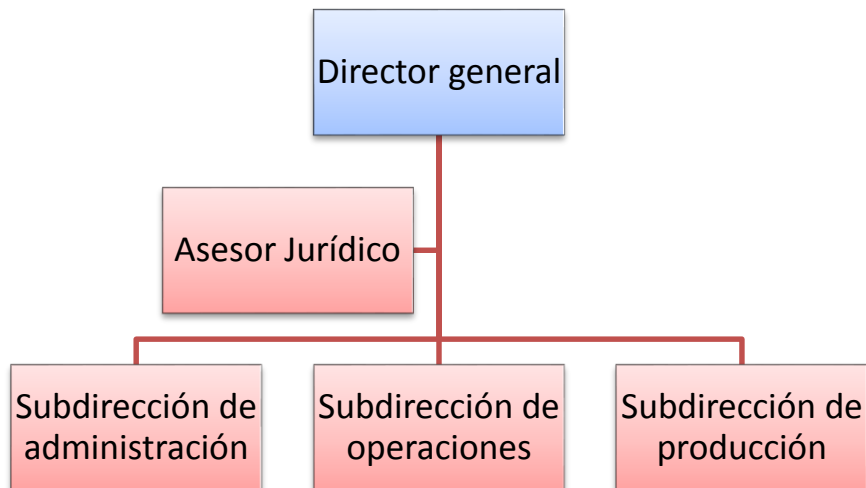 Director general
Asesor Jurídico
Subdirección de
administración
Subdirección de
operaciones
Subdirección de
producción